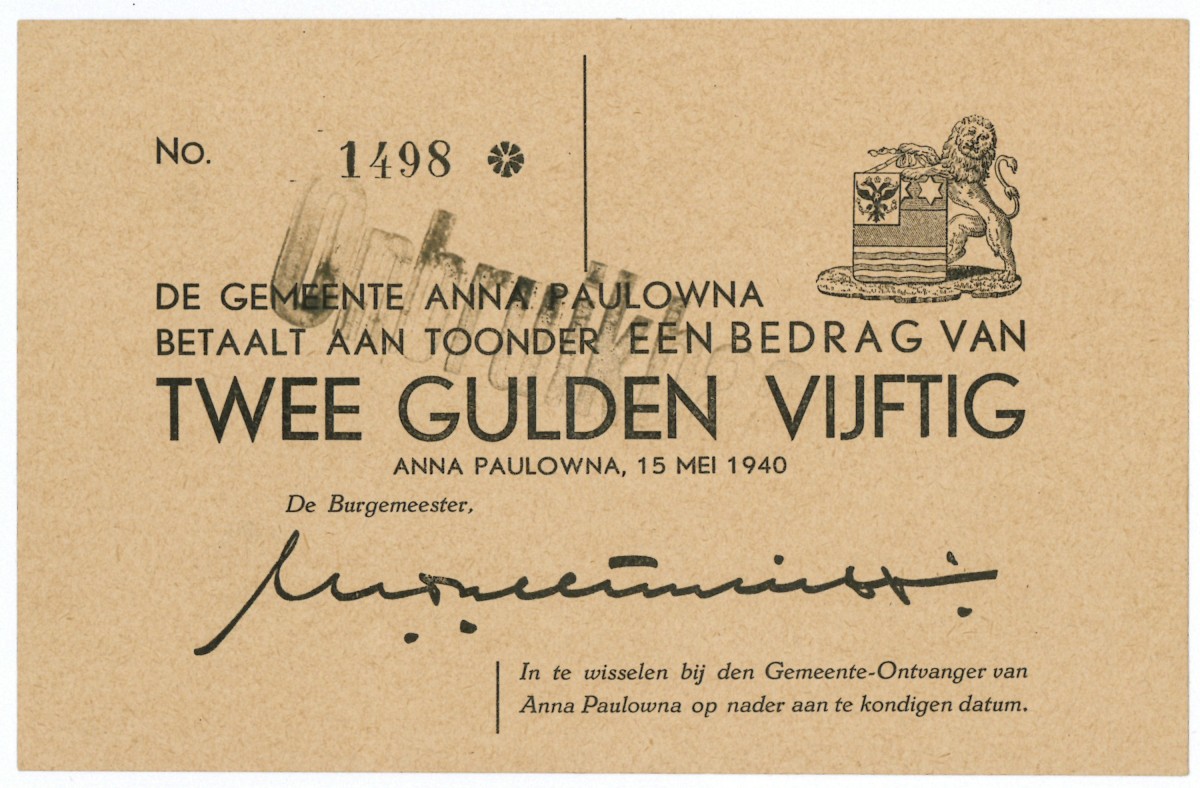 No. 1498
DE GEMEENTE ANNA PAULOWNA
BETAALT AAN TOONDER EEN BEDRAG VAN
TWEE GULDEN VIJFTIG
ANNA PAULOWNA, 15 MEI 1940
De Burgemeester,
In te wisselen bij den Gemeente-Ontvanger van
Anna Paulowna op nader aan te kondigen datum.